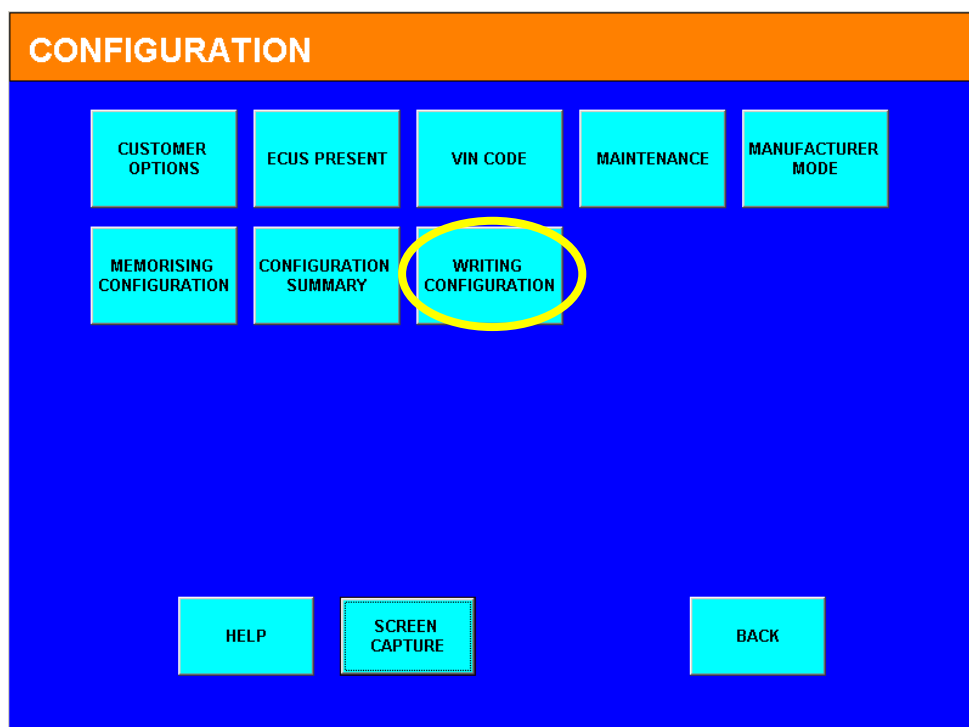 CONFIGURATION
CUSTOMER
OPTIONS
ECUS PRESENT
VIN CODE
MAINTENANCE
MANUFACTURER
MODE
MEMORISING
CONFIGURATION
CONFIGURATION
SUMMARY
WRITING
CONFIGURATION
HELP
SCREEN
CAPTURE
BACK